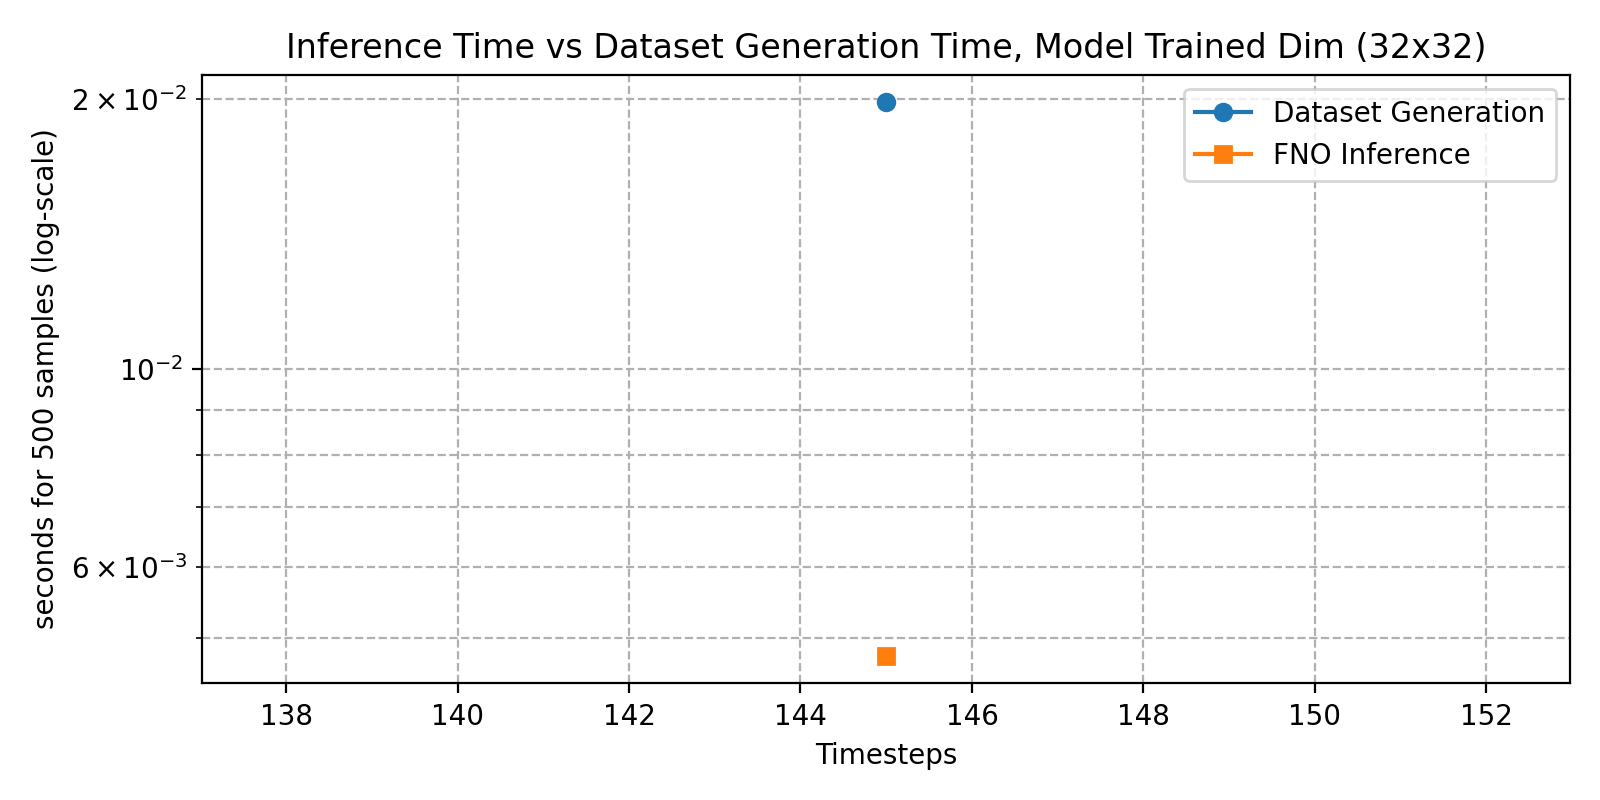 Inference Time vs Dataset Generation Time, Model Trained Dim (32x32)
seconds for 500 samples (log-scale)
2 × 10⁻²
10⁻²
6 × 10⁻³
Dataset Generation
FNO Inference
138 140 142 144 146 148 150 152
Timesteps